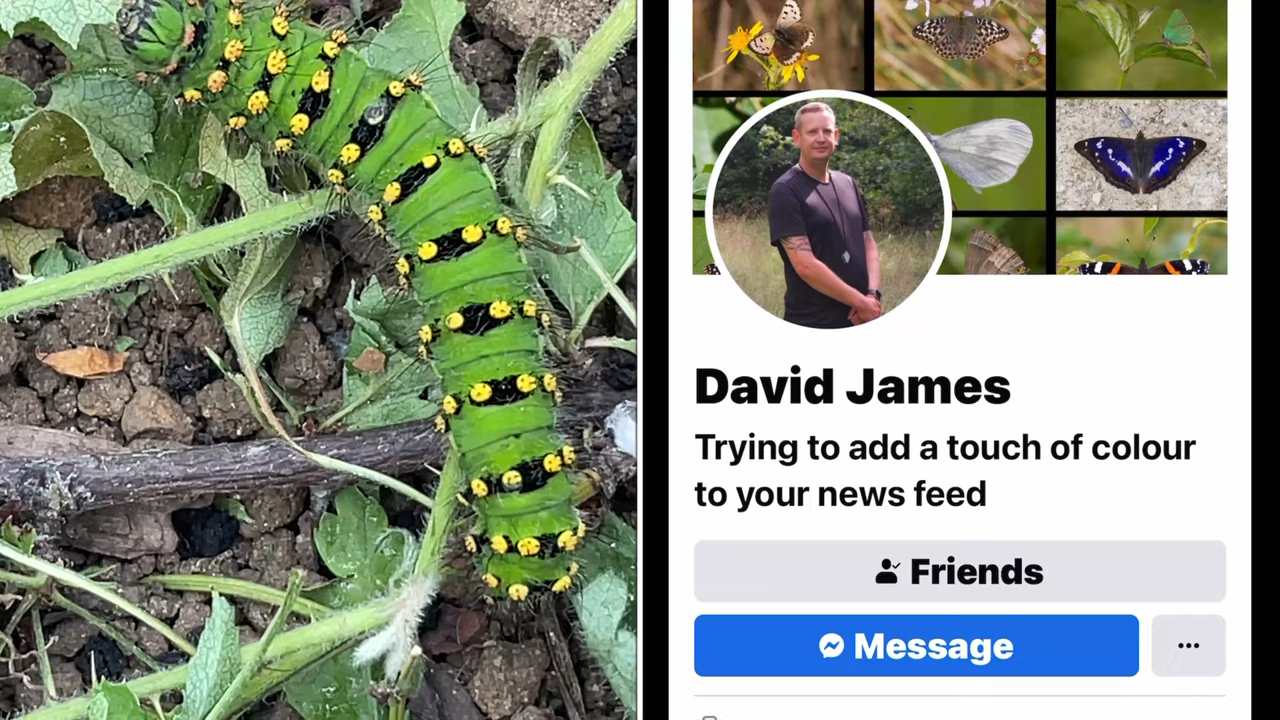 David James
Trying to add a touch of colour
to your news feed
Friends
Message